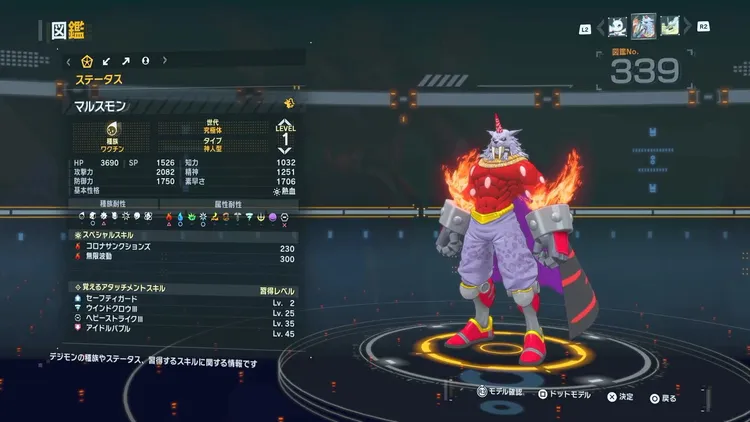 図鑑
L2
R2
図鑑No.
339
ステータス
マルスモン
種族
ワクチン
世代
究極体
タイプ
神人型
LEVEL
1
HP 3690 SP 1526 知力 1032
攻撃力 2082 精神 1251
防御力 1750 素早さ 1706
基本性格 熱血
種族耐性 属性耐性
スペシャルスキル
コロナサンクションズ 230
無限波動 300
覚えるアタッチメントスキル 習得レベル
セーフティガード Lv. 2
ウインドクロウⅢ Lv. 25
ヘビーストライクⅢ Lv. 35
アイドルバブル Lv. 45
デジモンの種族やステータス、習得するスキルに関する情報です
R3 モデル確認 ドットモデル 決定 戻る